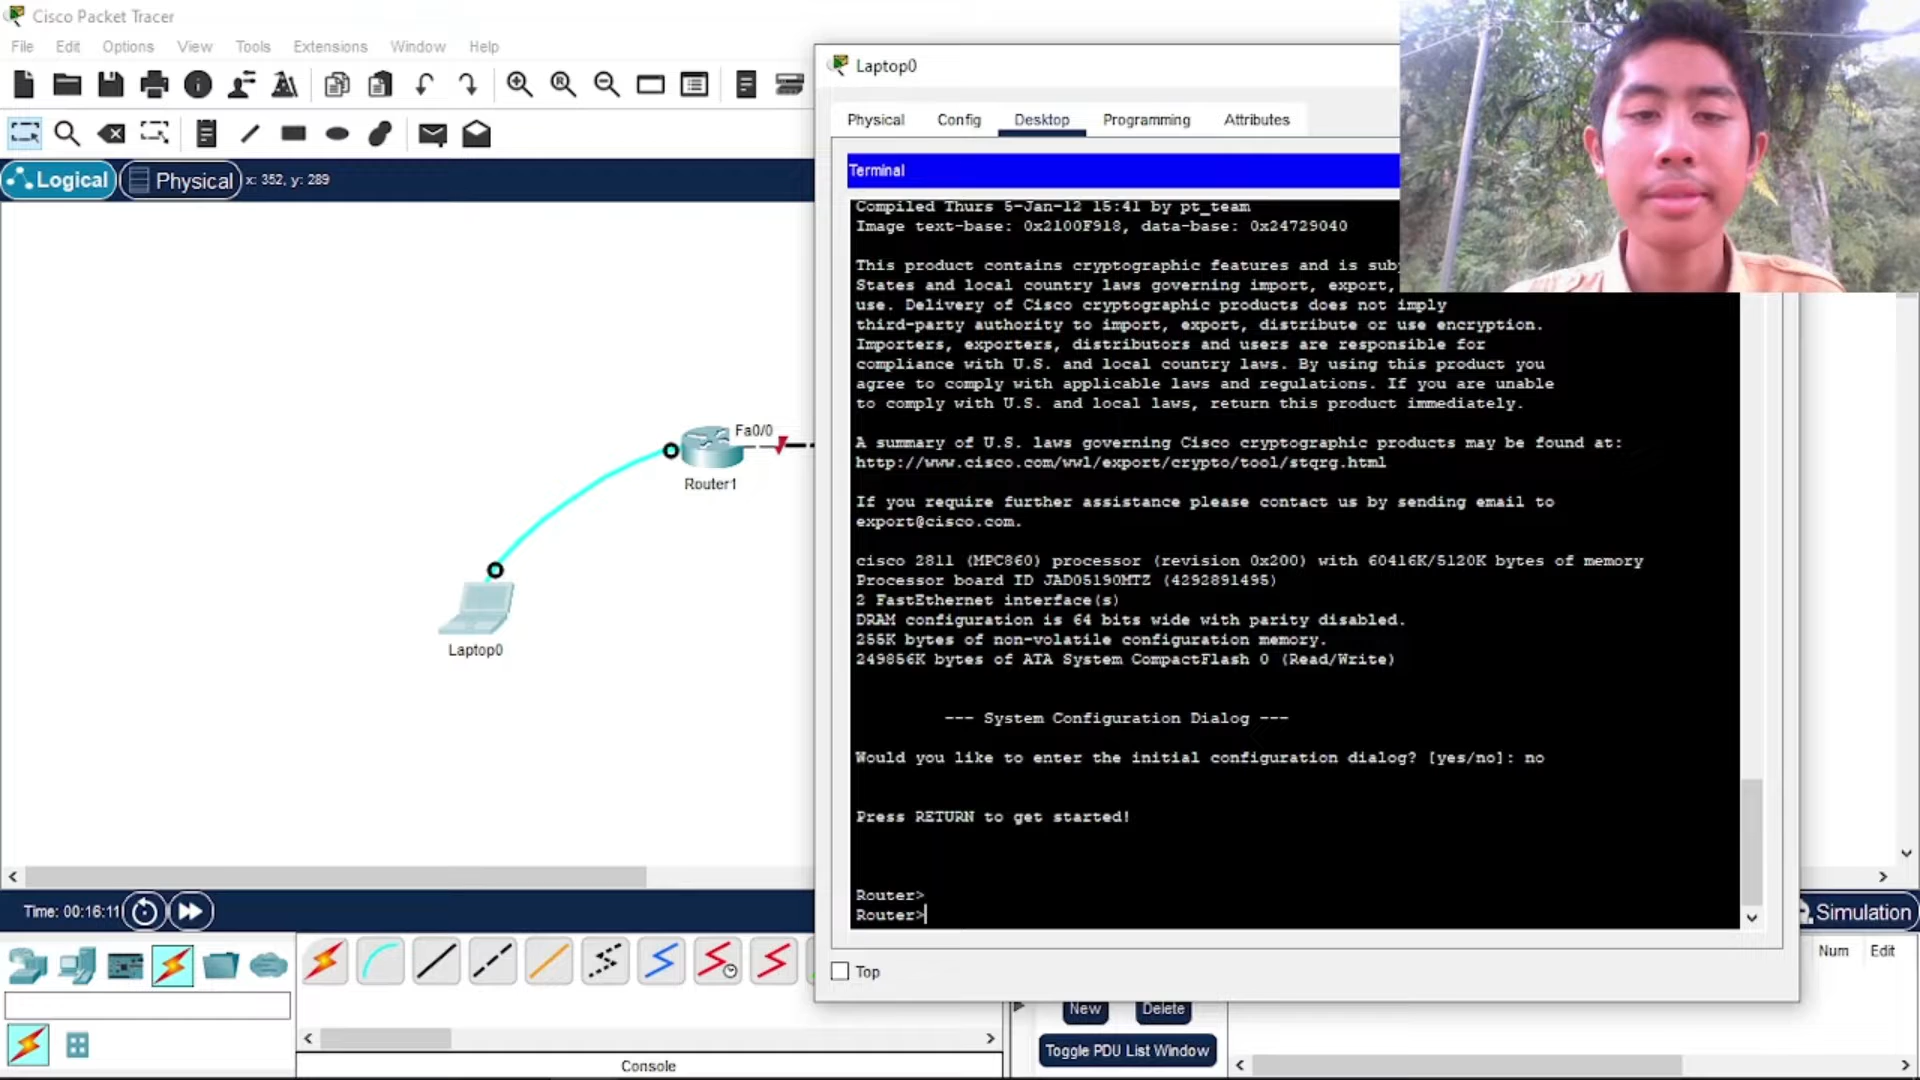 Cisco Packet Tracer
File Edit Options View Tools Extensions Window Help
Logical
Physical
x: 352, y: 289
Fa0/0
Router1
Laptop0
Laptop0
Physical Config Desktop Programming Attributes
Terminal
Compiled Thurs 5-Jan-12 15:41 by pt_team
Image text-base: 0x2100F918, data-base: 0x24729040
This product contains cryptographic features and is sub
States and local country laws governing import, export,
use. Delivery of Cisco cryptographic products does not imply
third-party authority to import, export, distribute or use encryption.
Importers, exporters, distributors and users are responsible for
compliance with U.S. and local country laws. By using this product you
agree to comply with applicable laws and regulations. If you are unable
to comply with U.S. and local laws, return this product immediately.
A summary of U.S. laws governing Cisco cryptographic products may be found at:
http://www.cisco.com/wwl/export/crypto/tool/stqrg.html
If you require further assistance please contact us by sending email to
export@cisco.com.
cisco 2811 (MPC860) processor (revision 0x200) with 60416K/5120K bytes of memory
Processor board ID JAD05190MTZ (4292891495)
2 FastEthernet interface(s)
DRAM configuration is 64 bits wide with parity disabled.
255K bytes of non-volatile configuration memory.
249856K bytes of ATA System CompactFlash 0 (Read/Write)
--- System Configuration Dialog ---
Would you like to enter the initial configuration dialog? [yes/no]: no
Press RETURN to get started!
Router>
Router>
Top
Time: 00:16:11
Simulation
Num Edit
New Delete
Toggle PDU List Window
Console